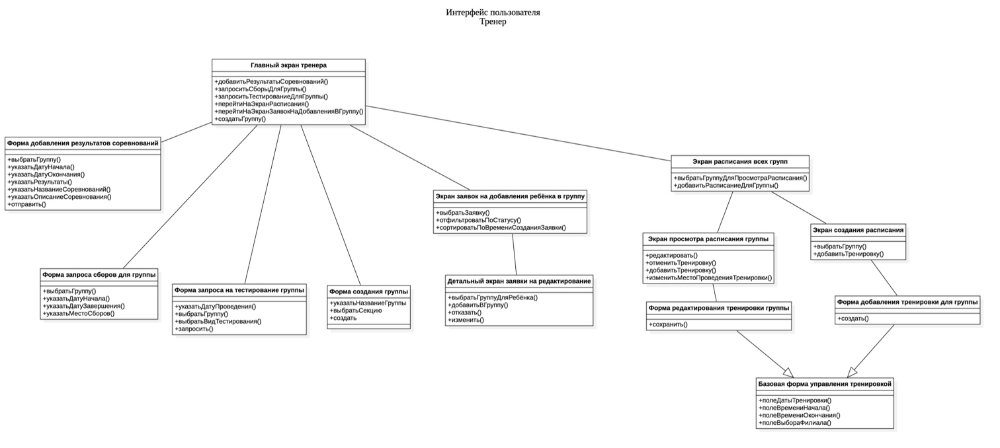 Интерфейс пользователя
Тренер
Главный экран тренера
+добавитьРезультатыСоревнований()
+запроситьСборыДляГруппы()
+запроситьТестированиеДляГруппы()
+перейтиНаЭкранРасписания()
+перейтиНаЭкранЗаявокНаДобавленияВГруппу()
+создатьГруппу()
Форма добавления результатов соревнований
+выбратьГруппу()
+указатьДатуНачала()
+указатьДатуОкончания()
+указатьРезультаты()
+указатьНазваниеСоревнований()
+указатьОписаниеСоревнования()
+отправить()
Экран расписания всех групп
+выбратьГруппуДляПросмотраРасписания()
+добавитьРасписаниеДляГруппы()
Экран заявок на добавления ребёнка в группу
+выбратьЗаявку()
+отфильтроватьПоСтатусу()
+сортироватьПоВремениСозданияЗаявки()
Экран просмотра расписания группы
+редактировать()
+отменитьТренировку()
+добавитьТренировку()
+изменитьМестоПроведенияТренировки()
Экран создания расписания
+выбратьГруппу()
+добавитьТренировку()
Форма запроса сборов для группы
+выбратьГруппу()
+указатьДатуНачала()
+указатьДатуЗавершения()
+указатьМестоСборов()
Форма запроса на тестирование группы
+указатьДатуПроведения()
+выбратьГруппу()
+выбратьВидТестирования()
+запросить()
Форма создания группы
+указатьНазваниеГруппы
+выбратьСекцию
+создать
Детальный экран заявки на редактирование
+выбратьГруппуДляРебёнка()
+добавитьВГруппу()
+отказать()
+изменить()
Форма редактирования тренировки группы
+сохранить()
Форма добавления тренировки для группы
+создать()
Базовая форма управления тренировкой
+полеДатыТренировки()
+полеВремениНачала()
+полеВремениОкончания()
+полеВыбораФилиала()